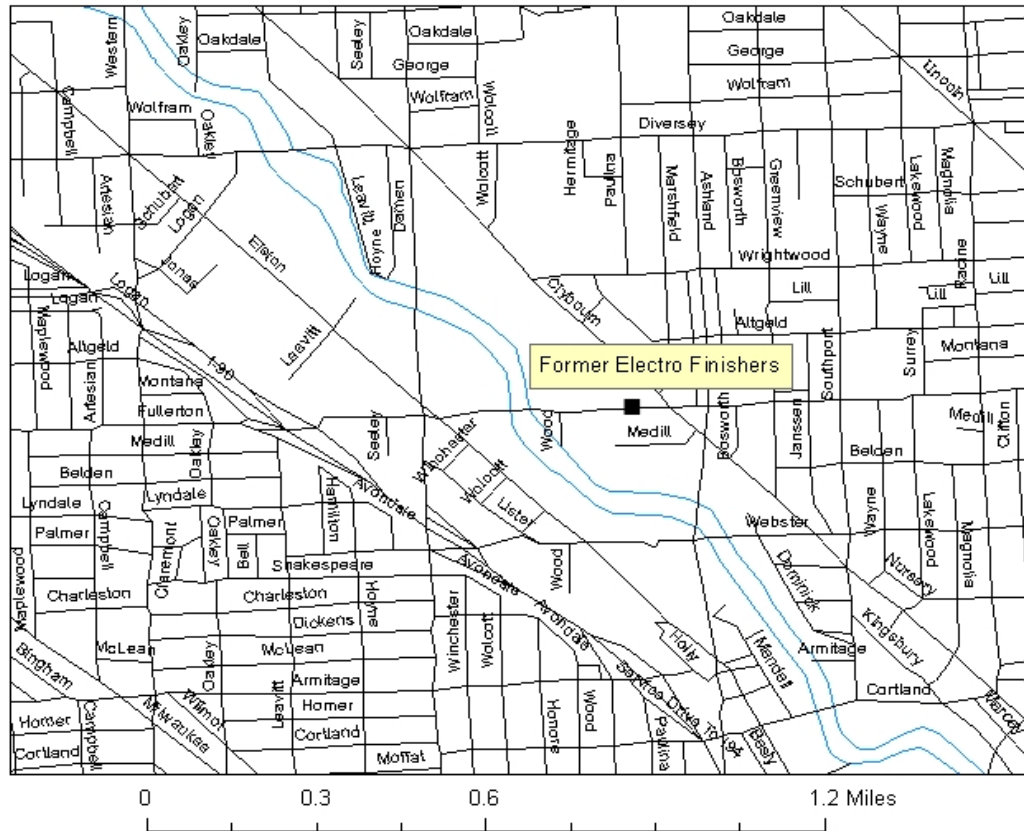 Western
Oakley
Oakdale
Seeley
Oakdale
Oakdale
George
George
Wolfram
Lincoln
Campbell
Wolfram
Oakley
Wolfram
Wolcott
Diversey
Artesian
Schubert
Logan
Leavitt
Damen
Hoyne
Wolcott
Hermitage
Paulina
Marshfield
Ashland
Bosworth
Greenview
Schubert
Wayne
Lakewood
Magnolia
Elston
Wrightwood
Racine
Logan
Logan
Logan
Jones
Clybourn
Lill
Lill
Lill
Maplewood
Altgeld
Artesian
I-90
Leavitt
Altgeld
Southport
Surrey
Montana
Former Electro Finishers
Montana
Fullerton
Medill
Oakley
Seeley
Winchester
Wood
Medill
Bosworth
Janssen
Medill
Clifton
Belden
Belden
Lyndale
Lyndale
Hamilton
Avondale
Wolcott
Lister
Wayne
Lakewood
Magnolia
Palmer
Campbell
Claremont
Oakley
Palmer
Bell
Webster
Maplewood
Shakespeare
Avondale
Wood
Dominick
Nursery
Charleston
Charleston
Hoyne
Winchester
Wolcott
Avondale
Dickens
Kingsbury
McLean
Oakley
McLean
Holly
Mendell
Armitage
Bingham
Armitage
Service Drive To I 94
Cortland
Milwaukee
Wilmot
Leavitt
Homer
Honore
Wood
Paulina
Besly
Homer
Campbell
Cortland
Cortland
Moffat
0 0.3 0.6 1.2 Miles